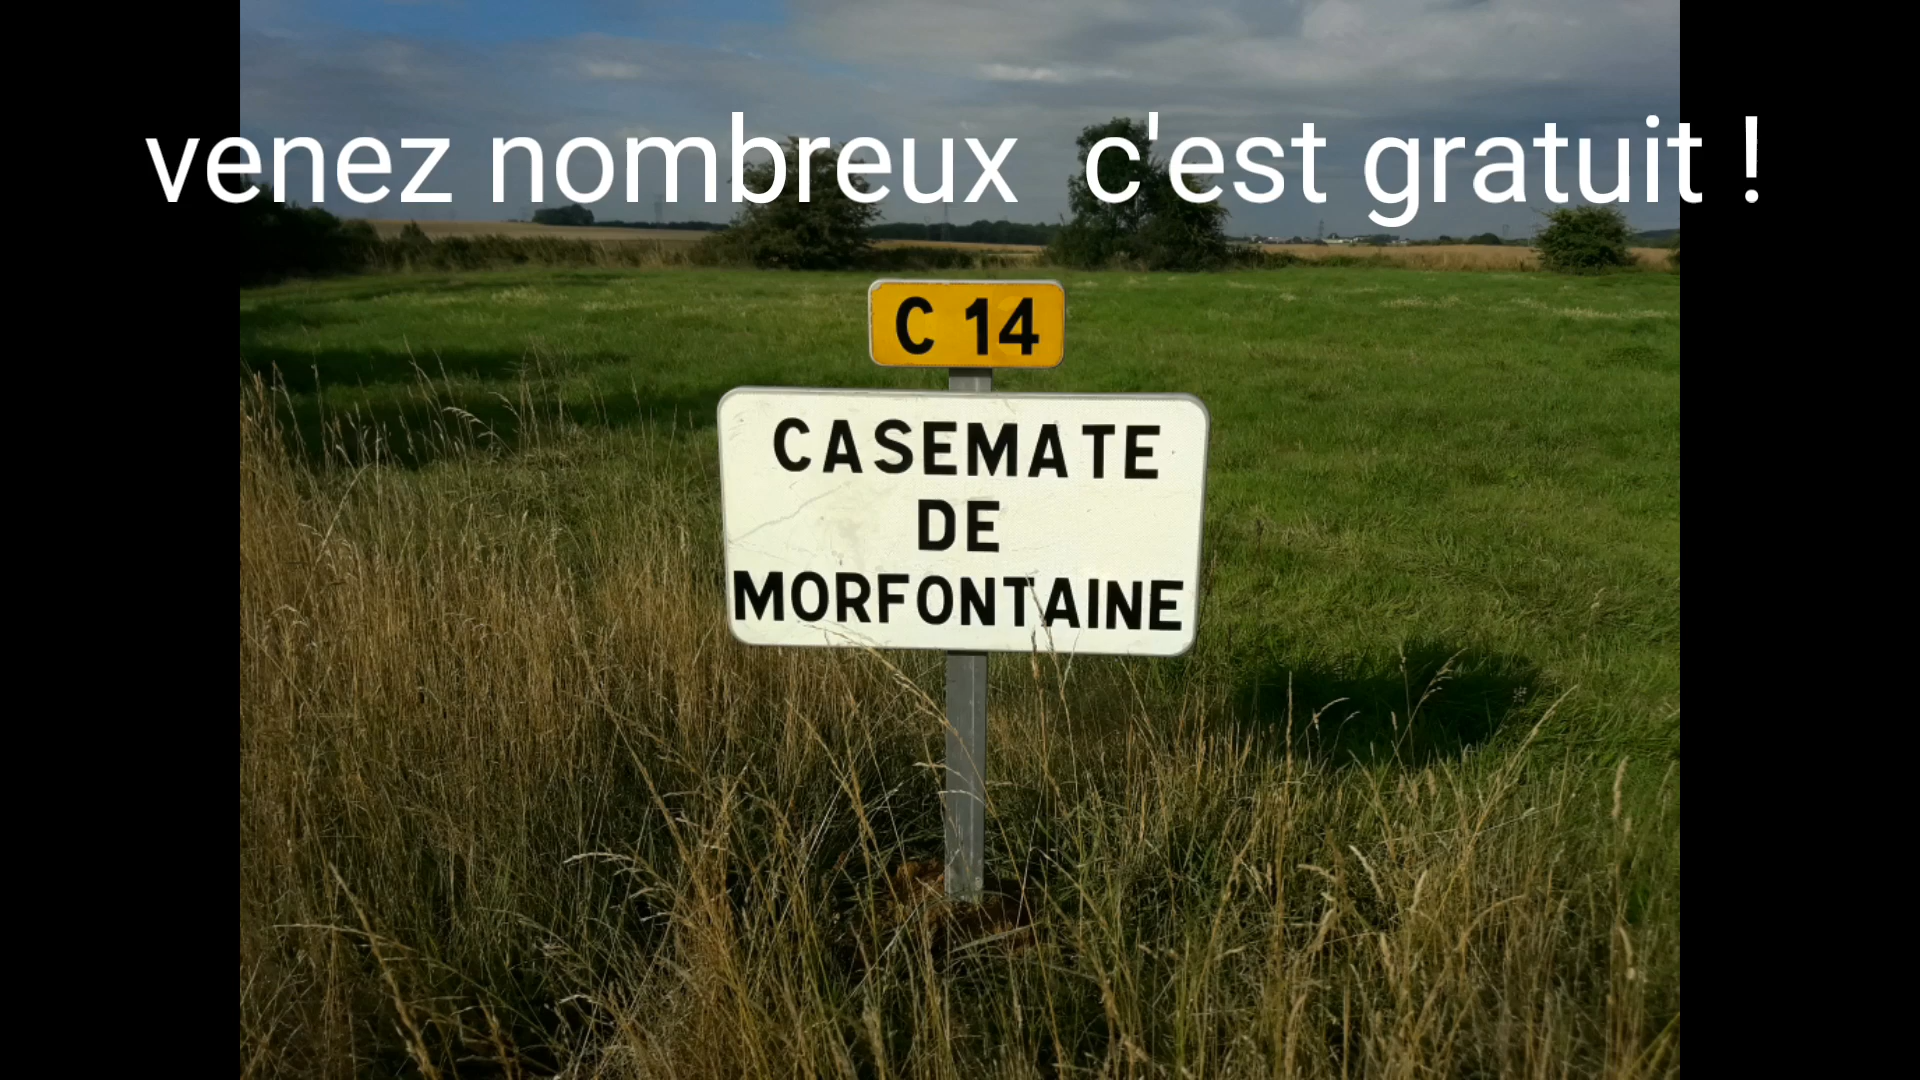 venez nombreux  c'est gratuit !
C 14
CASEMATE
DE
MORFONTAINE